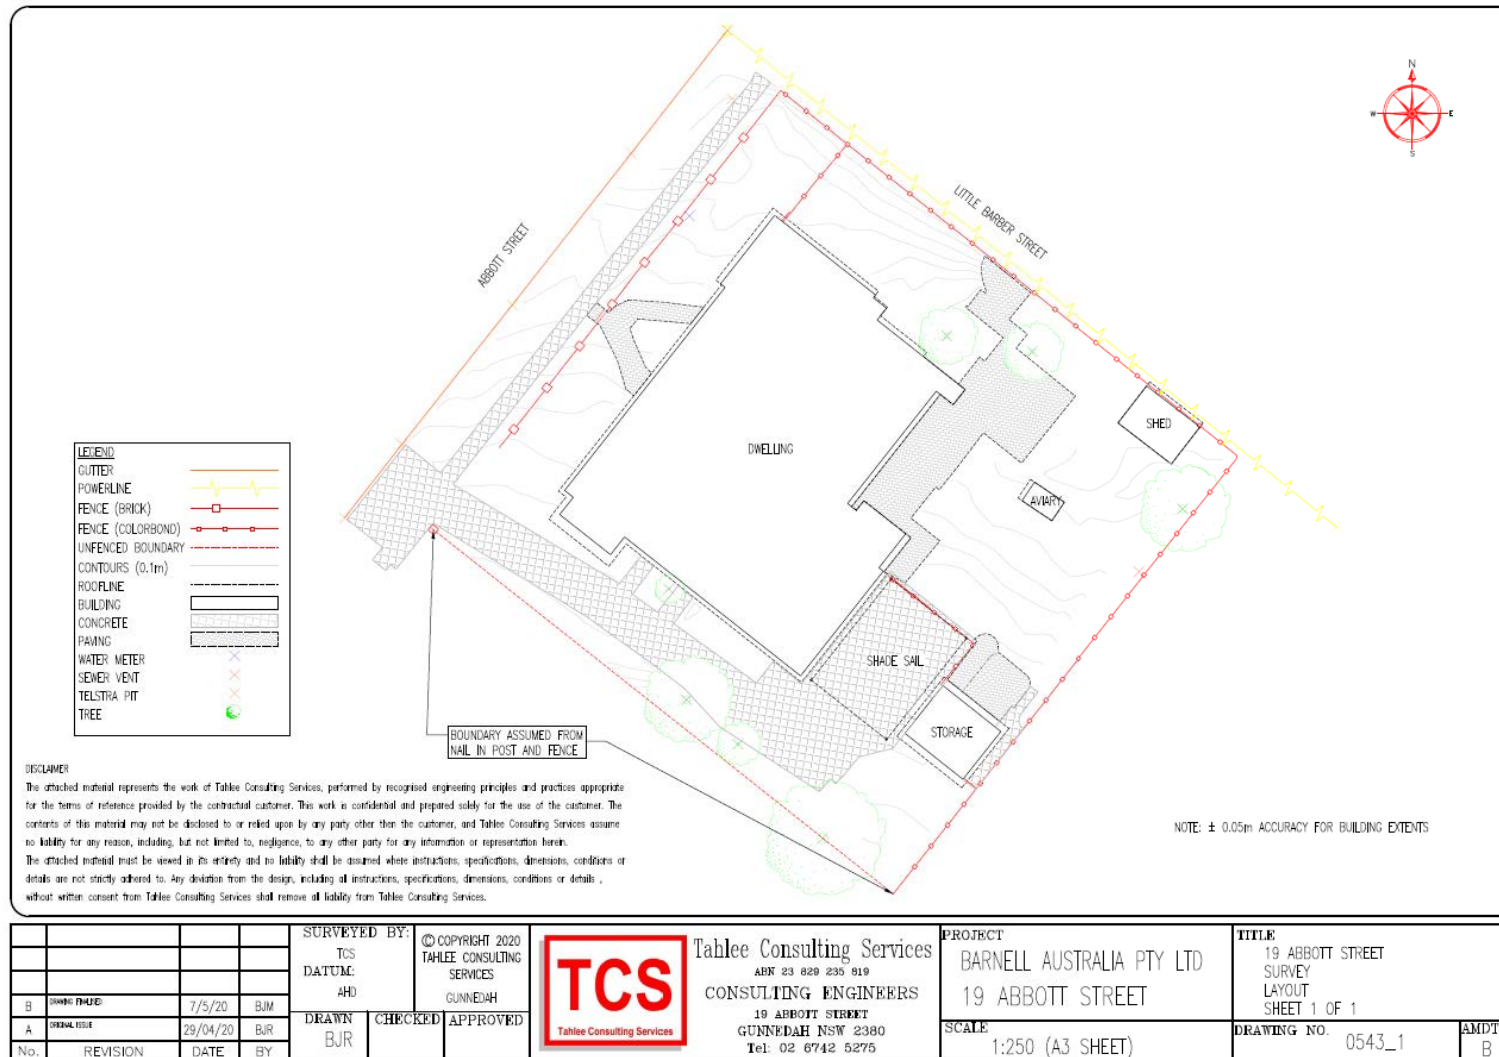 N
W
E
S
ABBOTT STREET
LITTLE BARBER STREET
DWELLING
SHED
AVIARY
SHADE SAIL
STORAGE
LEGEND
GUTTER
POWERLINE
FENCE (BRICK)
FENCE (COLORBOND)
UNFENCED BOUNDARY
CONTOURS (0.1m)
ROOFLINE
BUILDING
CONCRETE
PAVING
WATER METER
SEWER VENT
TELSTRA PIT
TREE
BOUNDARY ASSUMED FROM
NAIL IN POST AND FENCE
DISCLAIMER
The attached material represents the work of Tahlee Consulting Services, performed by recognised engineering principles and practices appropriate
for the terms of reference provided by the contractual customer. This work is confidential and prepared solely for the use of the customer. The
contents of this material may not be disclosed to or relied upon by any party other then the customer, and Tahlee Consulting Services assume
no liability for any reason, including, but not limited to, negligence, to any other party for any information or representation herein.
The attached material must be viewed in its entirety and no liability shall be assumed where instructions, specifications, dimensions, conditions or
details are not strictly adhered to. Any deviation from the design, including all instructions, specifications, dimensions, conditions or details ,
without written consent from Tahlee Consulting Services shall remove all liability from Tahlee Consulting Services.
NOTE: ± 0.05m ACCURACY FOR BUILDING EXTENTS
B DRAWING FINALISED 7/5/20 BJM
A ORIGINAL ISSUE 29/04/20 BJR
No. REVISION DATE BY
SURVEYED BY:
TCS
DATUM:
AHD
DRAWN
BJR
CHECKED
APPROVED
© COPYRIGHT 2020
TAHLEE CONSULTING
SERVICES
GUNNEDAH
TCS
Tahlee Consulting Services
Tahlee Consulting Services
ABN 23 829 235 819
CONSULTING ENGINEERS
19 ABBOTT STREET
GUNNEDAH NSW 2380
Tel: 02 6742 5275
PROJECT
BARNELL AUSTRALIA PTY LTD
19 ABBOTT STREET
SCALE
1:250 (A3 SHEET)
TITLE
19 ABBOTT STREET
SURVEY
LAYOUT
SHEET 1 OF 1
DRAWING NO.
0543_1
AMDT
B